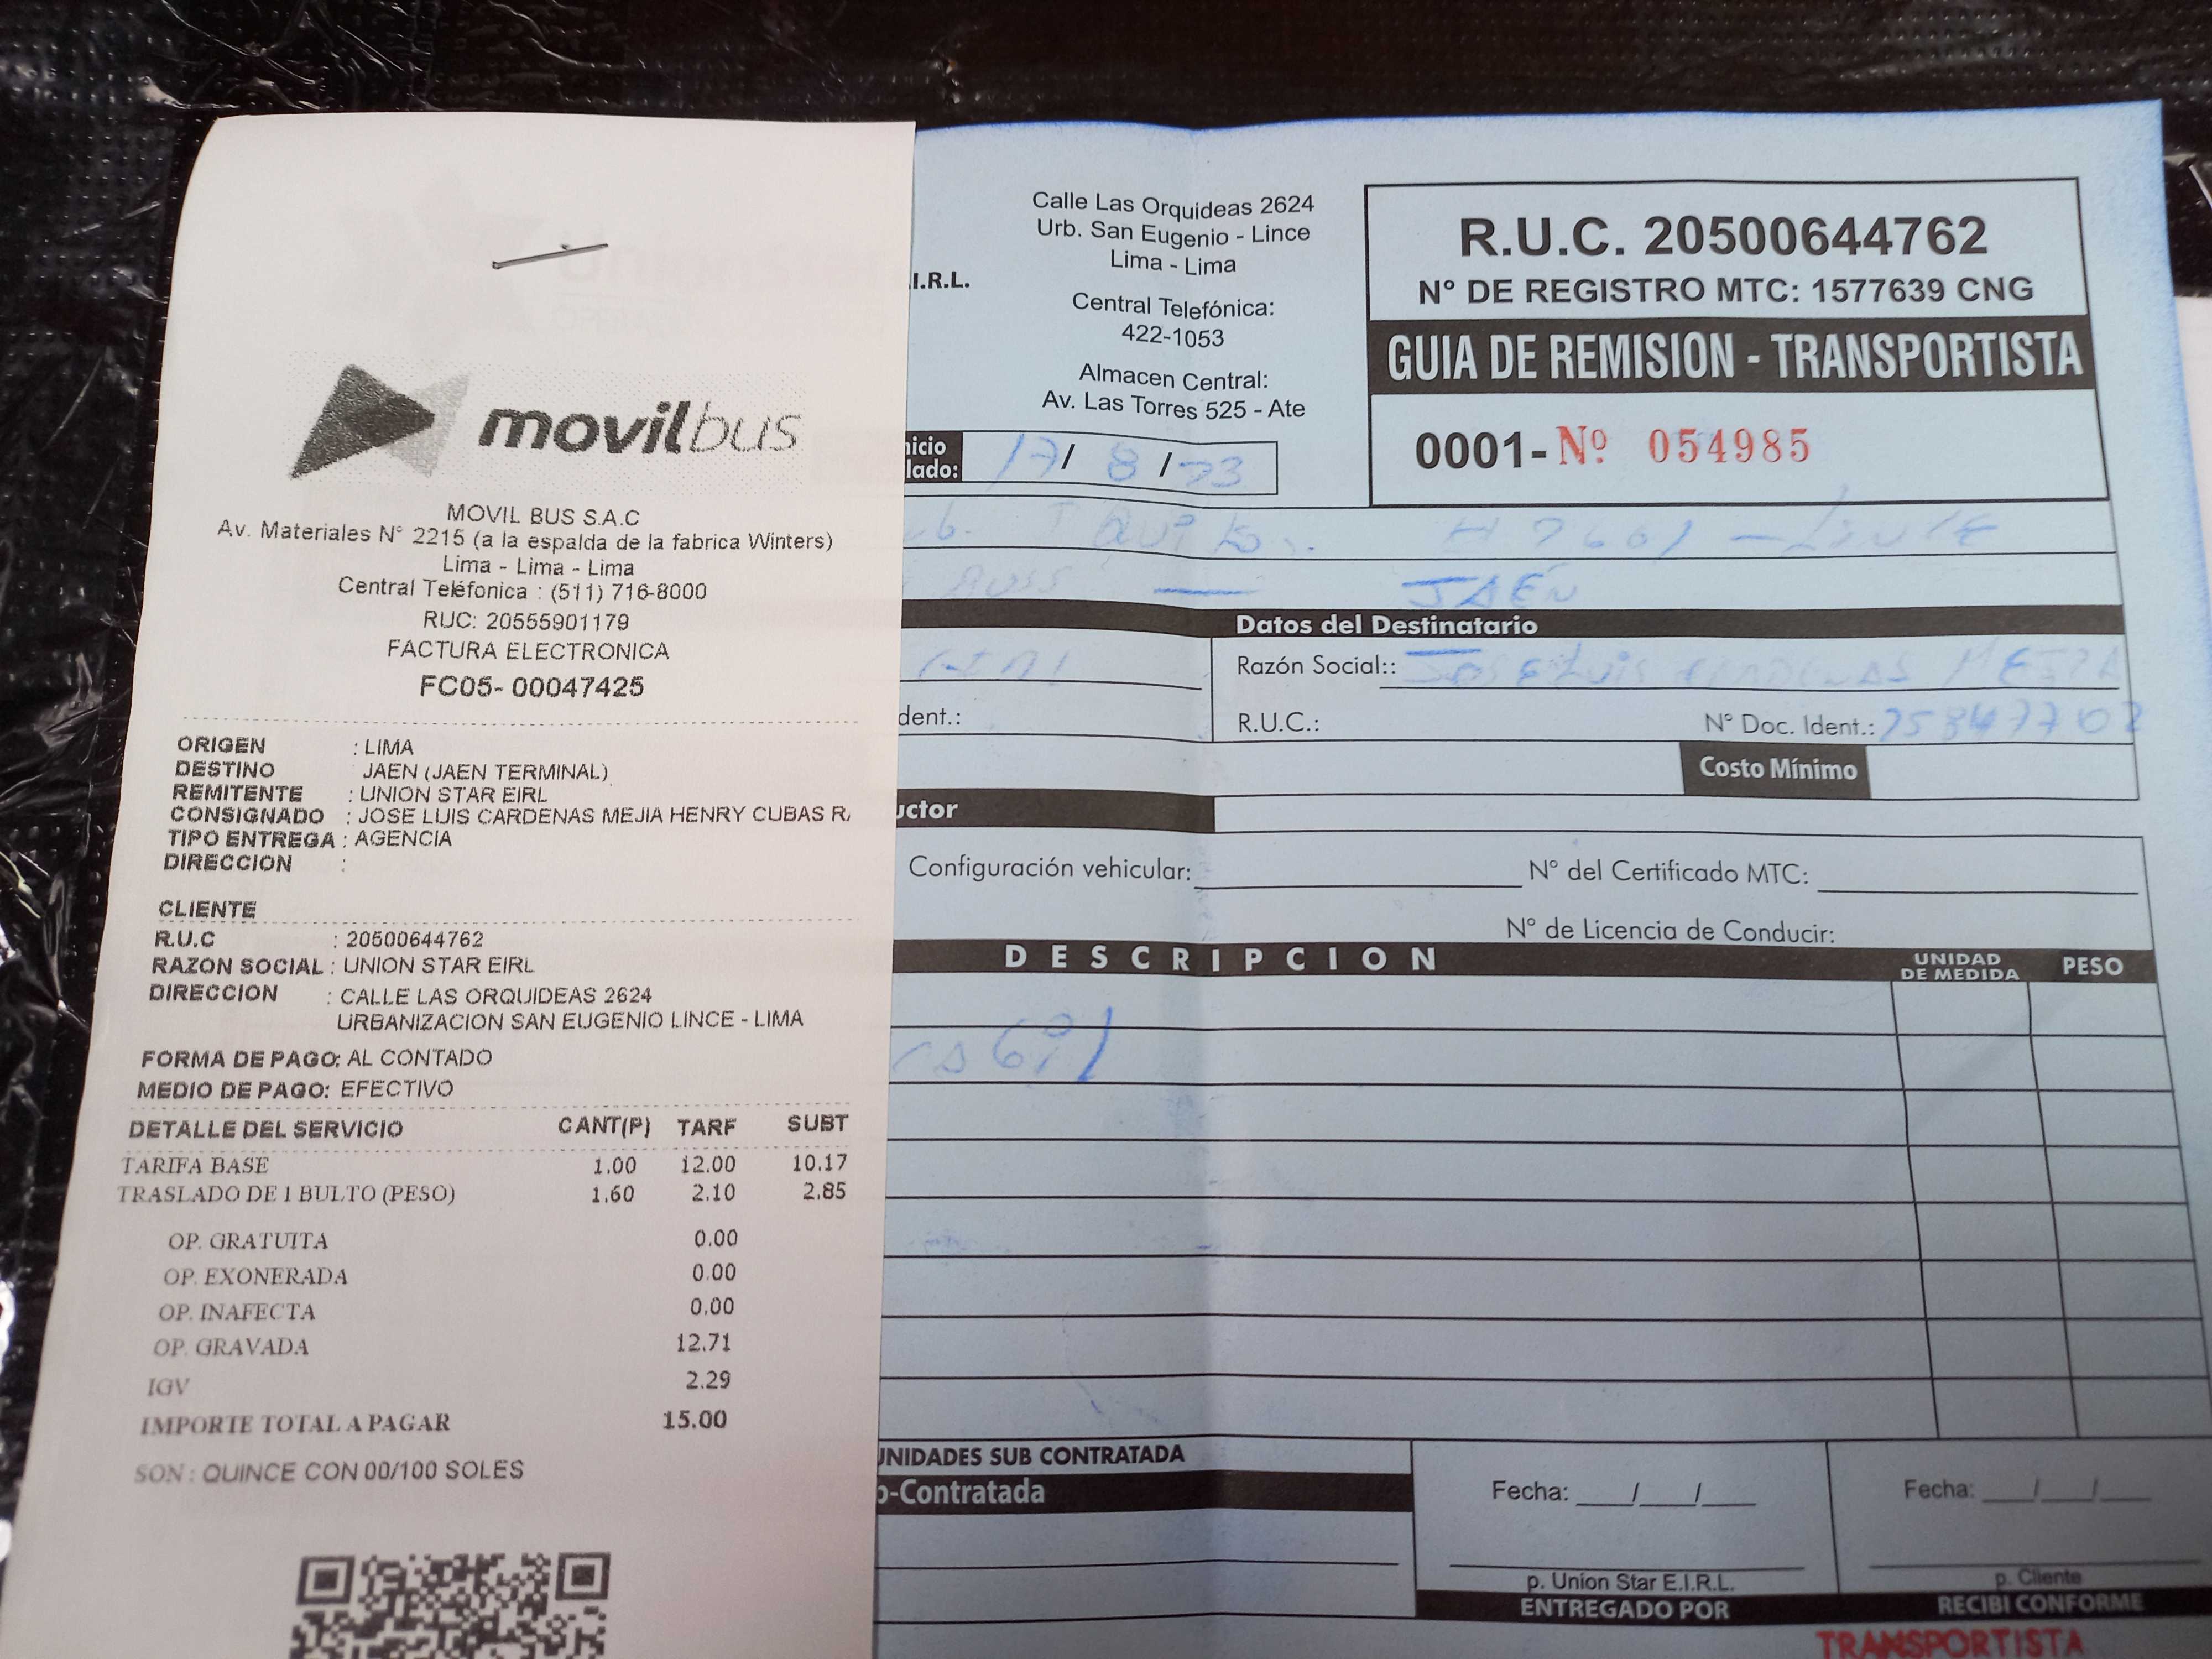 movilbus
MOVIL BUS S.A.C
Av. Materiales N° 2215 (a la espalda de la fabrica Winters)
Lima - Lima - Lima
Central Teléfonica : (511) 716-8000
RUC: 20555901179
FACTURA ELECTRONICA
FC05- 00047425
ORIGEN : LIMA
DESTINO JAEN (JAEN TERMINAL)
REMITENTE : UNION STAR EIRL
CONSIGNADO : JOSE LUIS CARDENAS MEJIA HENRY CUBAS
TIPO ENTREGA : AGENCIA
DIRECCION :
CLIENTE
R.U.C : 20500644762
RAZON SOCIAL : UNION STAR EIRL
DIRECCION : CALLE LAS ORQUIDEAS 2624
URBANIZACION SAN EUGENIO LINCE - LIMA
FORMA DE PAGO: AL CONTADO
MEDIO DE PAGO: EFECTIVO
DETALLE DEL SERVICIO CANT(P) TARF SUBT
TARIFA BASE 1.00 12.00 10.17
TRASLADO DE 1 BULTO (PESO) 1.60 2.10 2.85
OP. GRATUITA 0.00
OP. EXONERADA 0.00
OP. INAFECTA 0.00
OP. GRAVADA 12.71
IGV 2.29
IMPORTE TOTAL A PAGAR 15.00
SON : QUINCE CON 00/100 SOLES
I.R.L.
Calle Las Orquideas 2624
Urb. San Eugenio - Lince
Lima - Lima
Central Telefónica:
422-1053
Almacen Central:
Av. Las Torres 525 - Ate
R.U.C. 20500644762
N° DE REGISTRO MTC: 1577639 CNG
GUIA DE REMISION - TRANSPORTISTA
0001- Nº 054985
icio
lado: 17/ 8 /
JAEN
Datos del Destinatario
Razón Social:: JOSE LUIS
dent.:
R.U.C.: N° Doc. Ident.:
Costo Mínimo
uctor
Configuración vehicular: N° del Certificado MTC:
N° de Licencia de Conducir:
DESCRIPCION UNIDAD DE MEDIDA PESO
UNIDADES SUB CONTRATADA
-Contratada
Fecha: / / Fecha: / /
p. Union Star E.I.R.L. p. Cliente
ENTREGADO POR RECIBI CONFORME
TRANSPORTISTA